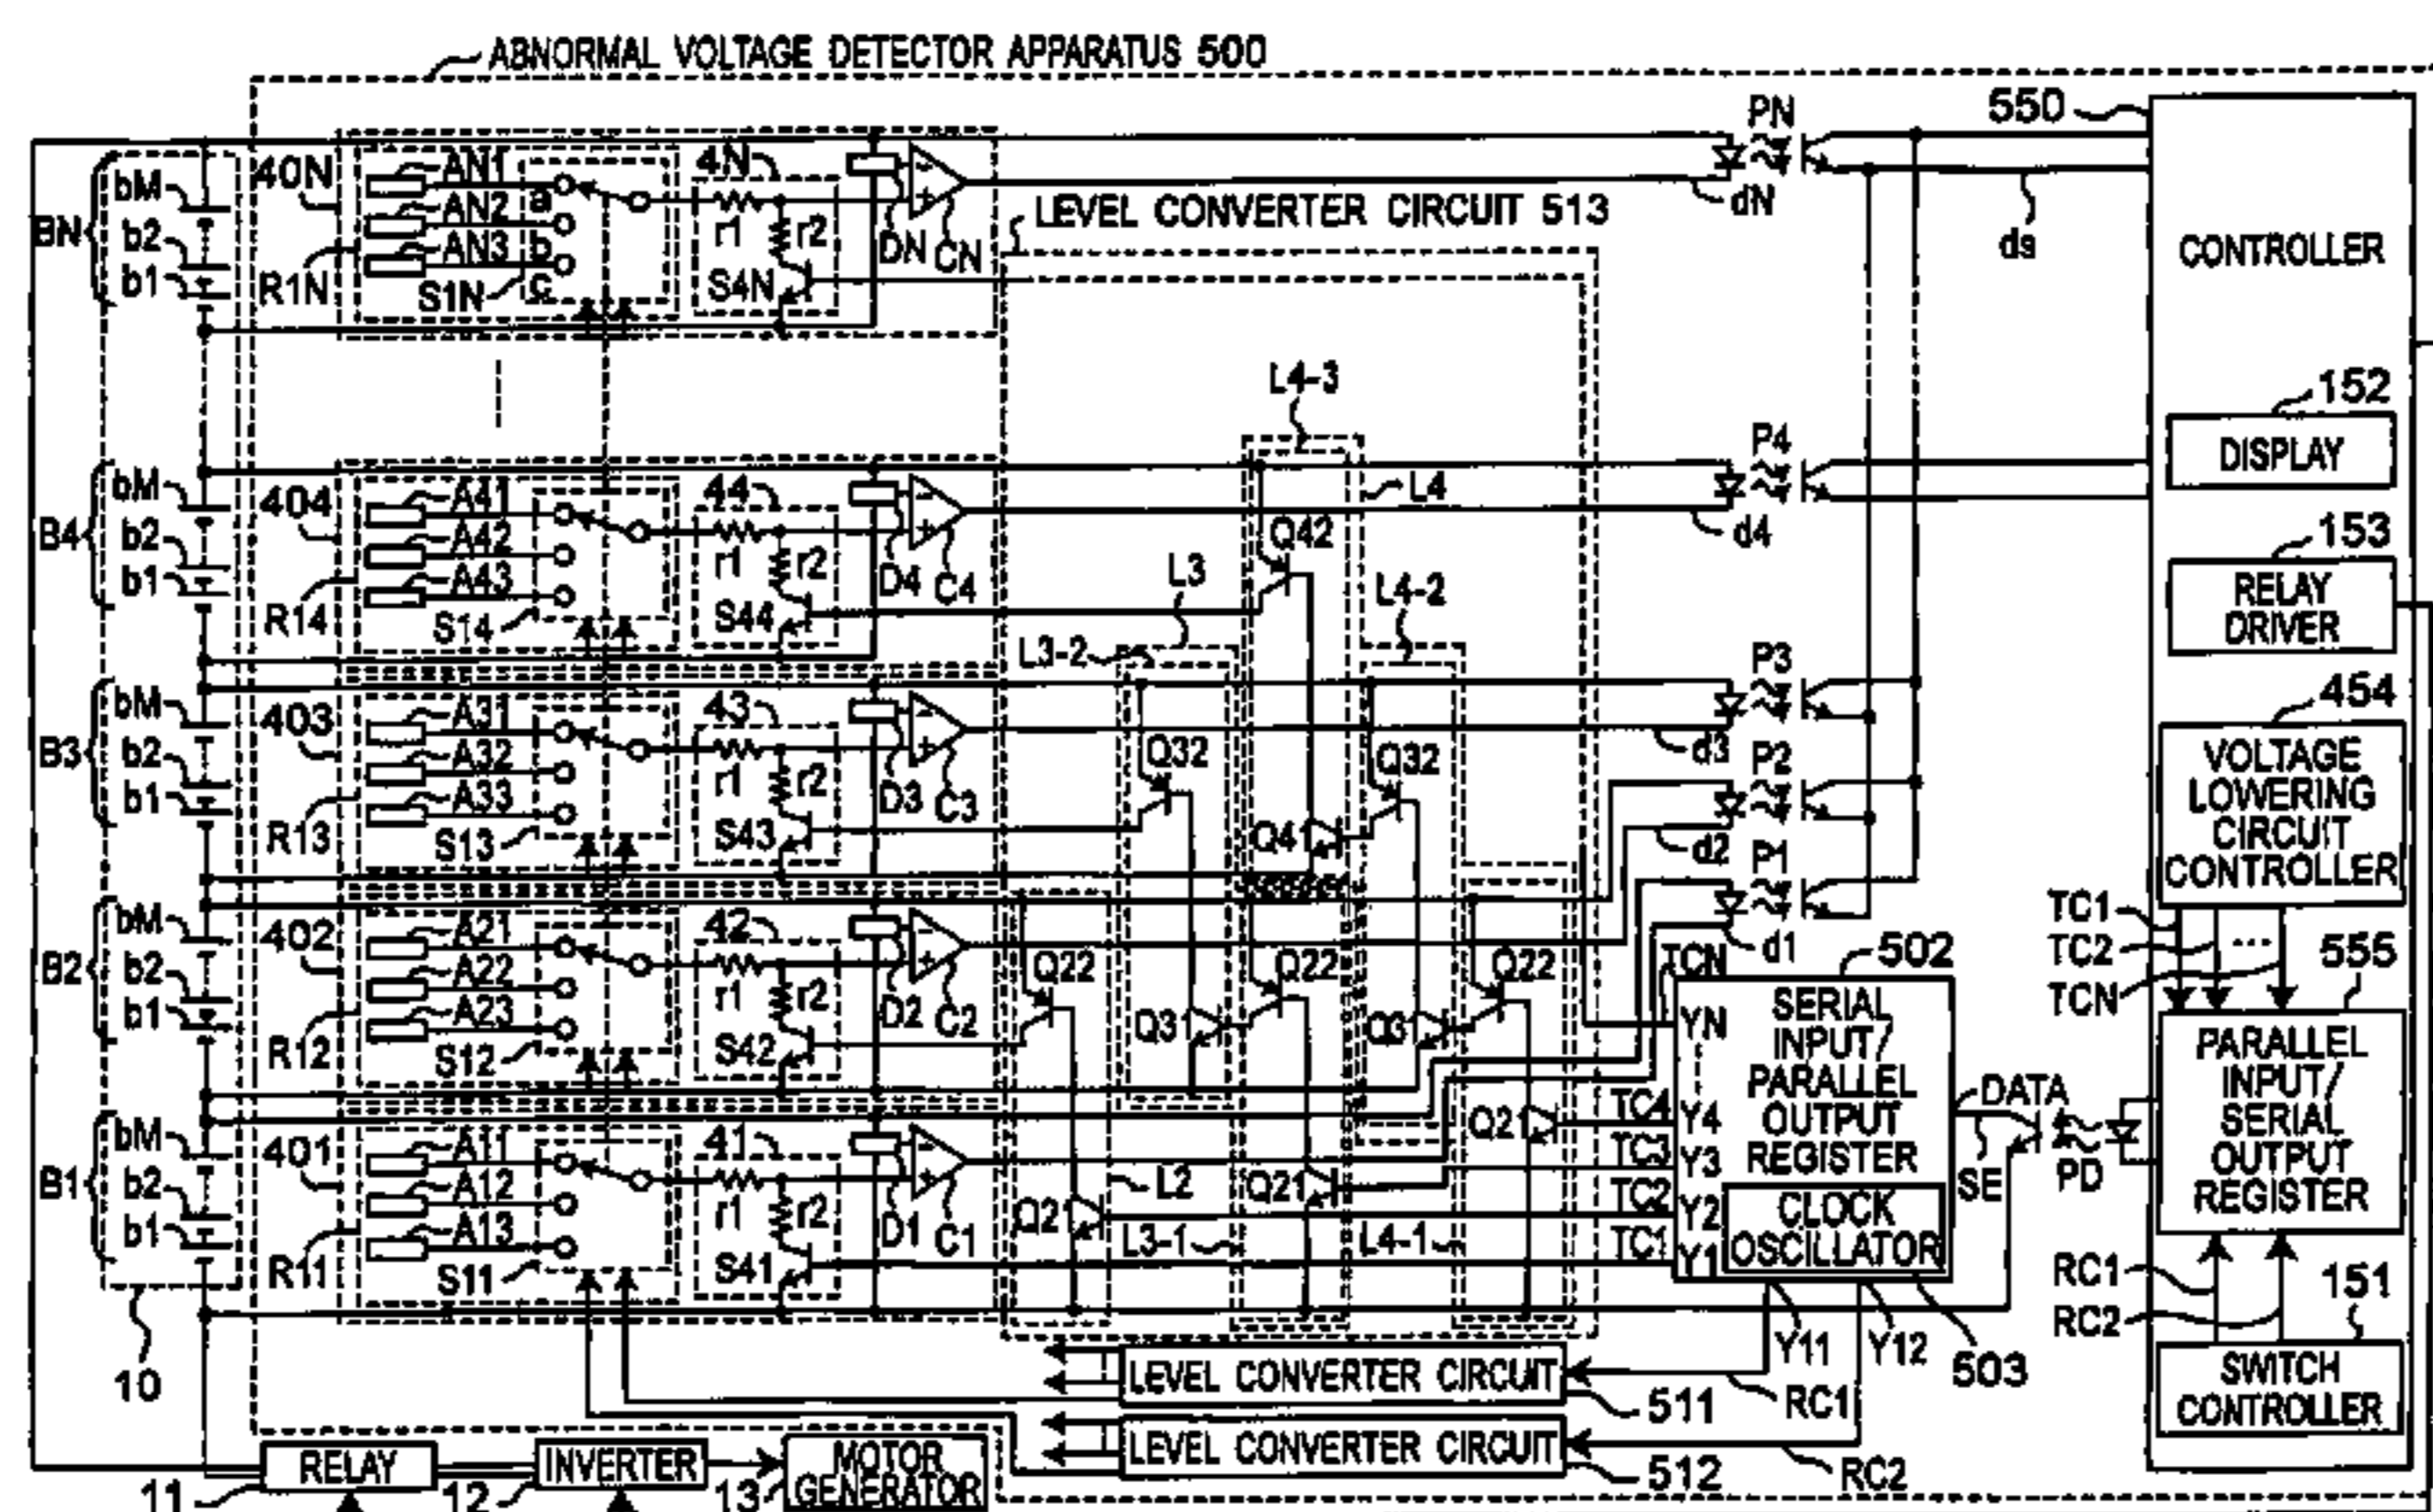 ABNORMAL VOLTAGE DETECTOR APPARATUS 500
BN
bM
b2
b1
40N
R1N
AN1
AN2
AN3
a
b
c
S1N
4N
r1
r2
S4N
DN
CN
LEVEL CONVERTER CIRCUIT 513
PN
dN
ds
550
CONTROLLER
B4
bM
b2
b1
404
R14
A41
A42
A43
S14
44
r1
r2
S44
D4
C4
L4-3
L4
Q42
P4
d4
152
DISPLAY
153
RELAY
DRIVER
B3
bM
b2
b1
403
R13
A31
A32
A33
S13
43
r1
r2
S43
D3
C3
L3
L3-2
L4-2
Q32
Q32
Q41
P3
d3
P2
d2
P1
d1
454
VOLTAGE
LOWERING
CIRCUIT
CONTROLLER
B2
bM
b2
b1
402
R12
A21
A22
A23
S12
42
r1
r2
S42
D2
C2
Q22
Q31
Q22
Q31
Q22
TCN
502
SERIAL
INPUT/
PARALLEL
OUTPUT
REGISTER
YN
Y4
Y3
Y2
Y1
TC4
TC3
TC2
TC1
CLOCK
OSCILLATOR
DATA
SE
PD
TC1
TC2
...
TCN
555
PARALLEL
INPUT/
SERIAL
OUTPUT
REGISTER
B1
bM
b2
b1
401
R11
A11
A12
A13
S11
41
r1
r2
S41
D1
C1
Q21
L2
L3-1
Q21
L4-1
Q21
RC1
RC2
151
SWITCH
CONTROLLER
10
LEVEL CONVERTER CIRCUIT
511
Y11
RC1
Y12
503
LEVEL CONVERTER CIRCUIT
512
RC2
RELAY
11
INVERTER
12
MOTOR
GENERATOR
13